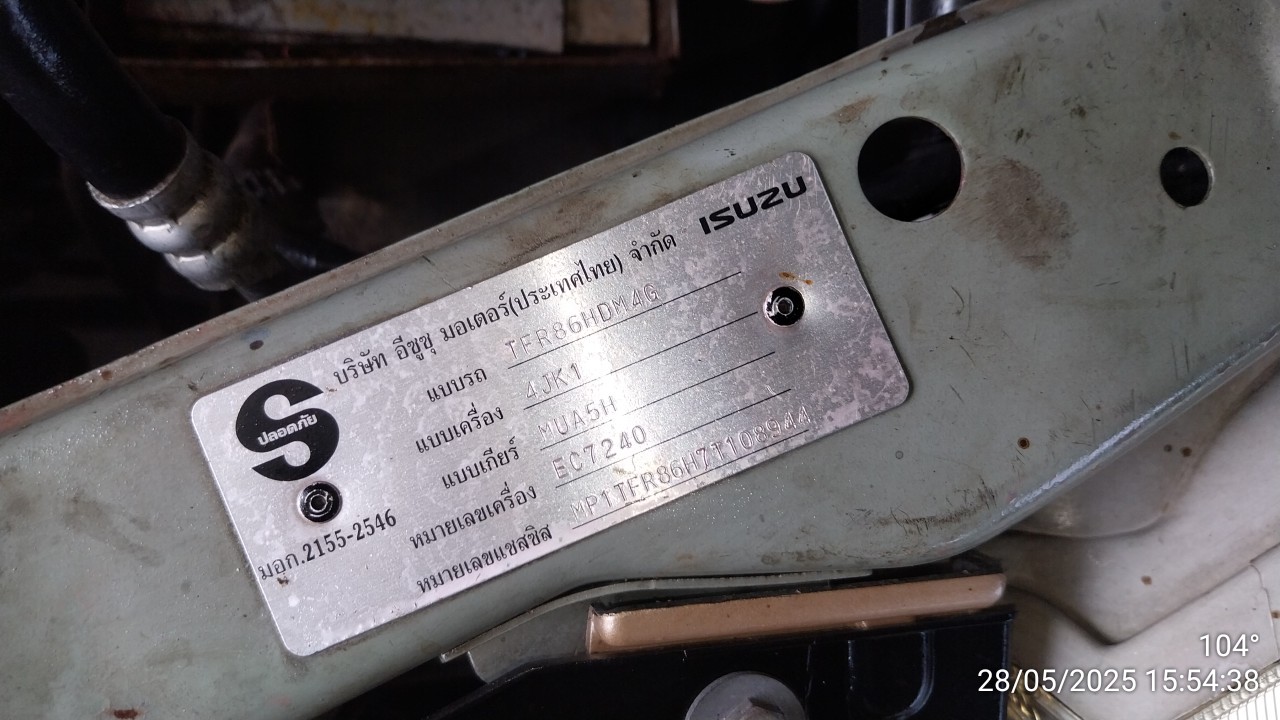 ISUZU
บริษัท อีซูซุ มอเตอร์(ประเทศไทย) จำกัด
แบบรถ TFR86HDM4G
แบบเครื่อง 4JK1
แบบเกียร์ MUA5H
หมายเลขเครื่อง EC7240
หมายเลขแชสซิส MP1TFR86H7T108944
S
ปลอดภัย
มอก.2155-2546
104°
28/05/2025 15:54:38